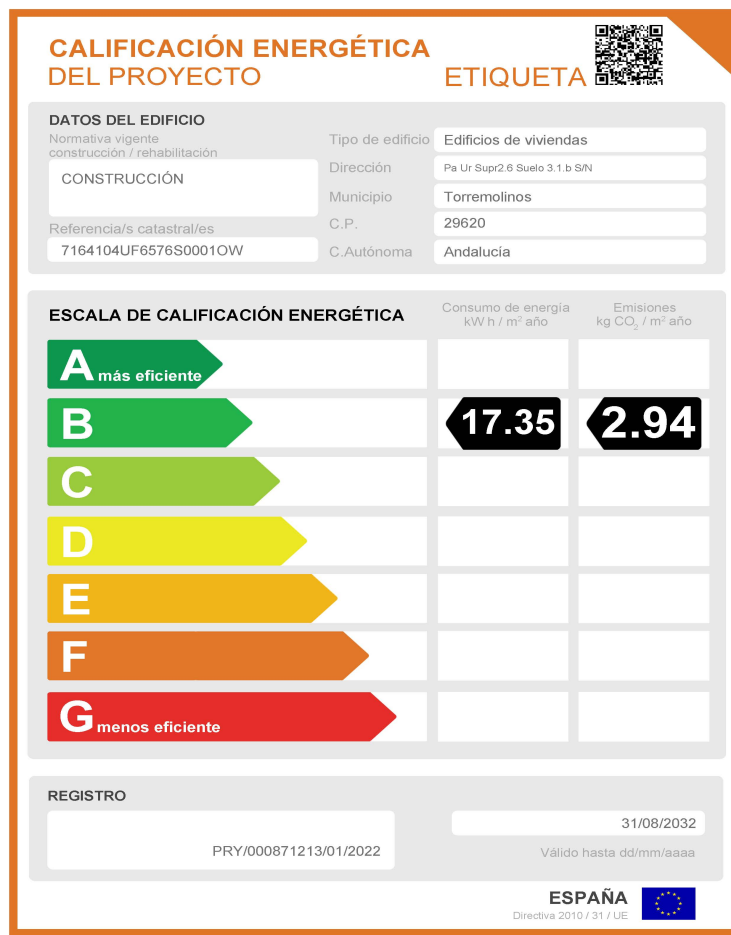 CALIFICACIÓN ENERGÉTICA
DEL PROYECTO
ETIQUETA
DATOS DEL EDIFICIO
Normativa vigente
construcción / rehabilitación
CONSTRUCCIÓN
Referencia/s catastral/es
7164104UF6576S0001OW
Tipo de edificio Edificios de viviendas
Dirección Pa Ur Supr2.6 Suelo 3.1.b S/N
Municipio Torremolinos
C.P. 29620
C.Autónoma Andalucía
ESCALA DE CALIFICACIÓN ENERGÉTICA
Consumo de energía
kW h / m² año
Emisiones
kg CO₂ / m² año
A más eficiente
B 17.35 2.94
C
D
E
F
G menos eficiente
REGISTRO
PRY/000871213/01/2022
31/08/2032
Válido hasta dd/mm/aaaa
ESPAÑA
Directiva 2010 / 31 / UE